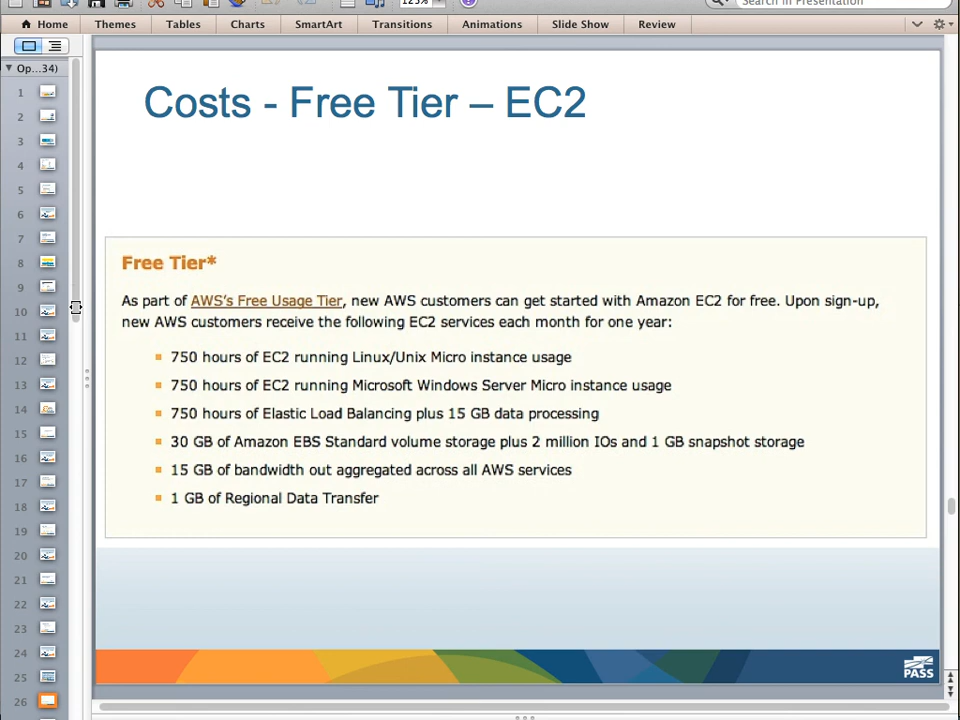 123%
Search in Presentation
Home Themes Tables Charts SmartArt Transitions Animations Slide Show Review
Op...34)
1
2
3
4
5
6
7
8
9
10
11
12
13
14
15
16
17
18
19
20
21
22
23
24
25
26
Costs - Free Tier – EC2
Free Tier*
As part of AWS's Free Usage Tier, new AWS customers can get started with Amazon EC2 for free. Upon sign-up,
new AWS customers receive the following EC2 services each month for one year:
750 hours of EC2 running Linux/Unix Micro instance usage
750 hours of EC2 running Microsoft Windows Server Micro instance usage
750 hours of Elastic Load Balancing plus 15 GB data processing
30 GB of Amazon EBS Standard volume storage plus 2 million IOs and 1 GB snapshot storage
15 GB of bandwidth out aggregated across all AWS services
1 GB of Regional Data Transfer
PASS